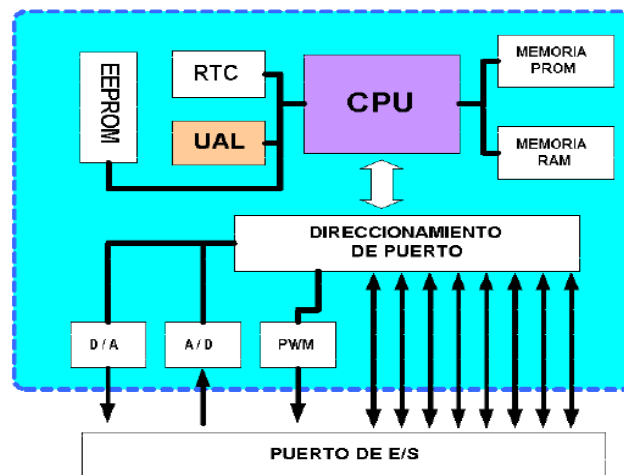 EEPROM
RTC
UAL
CPU
MEMORIA
PROM
MEMORIA
RAM
DIRECCIONAMIENTO
DE PUERTO
D/A
A/D
PWM
PUERTO DE E/S